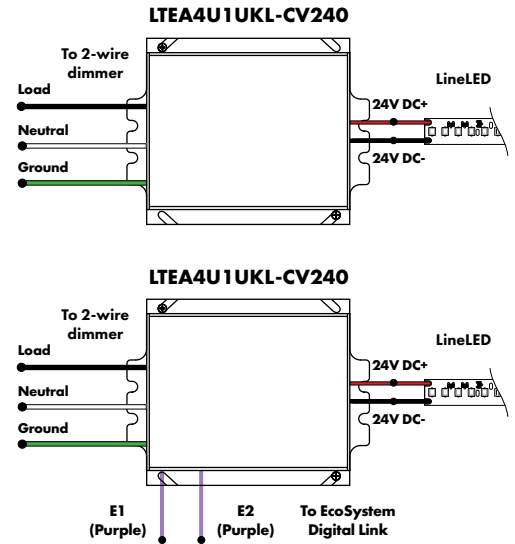 LTEA4U1UKL-CV240
To 2-wire
dimmer
Load
Neutral
Ground
LineLED
24V DC+
24V DC-
LTEA4U1UKL-CV240
To 2-wire
dimmer
Load
Neutral
Ground
LineLED
24V DC+
24V DC-
E1
(Purple)
E2
(Purple)
To EcoSystem
Digital Link